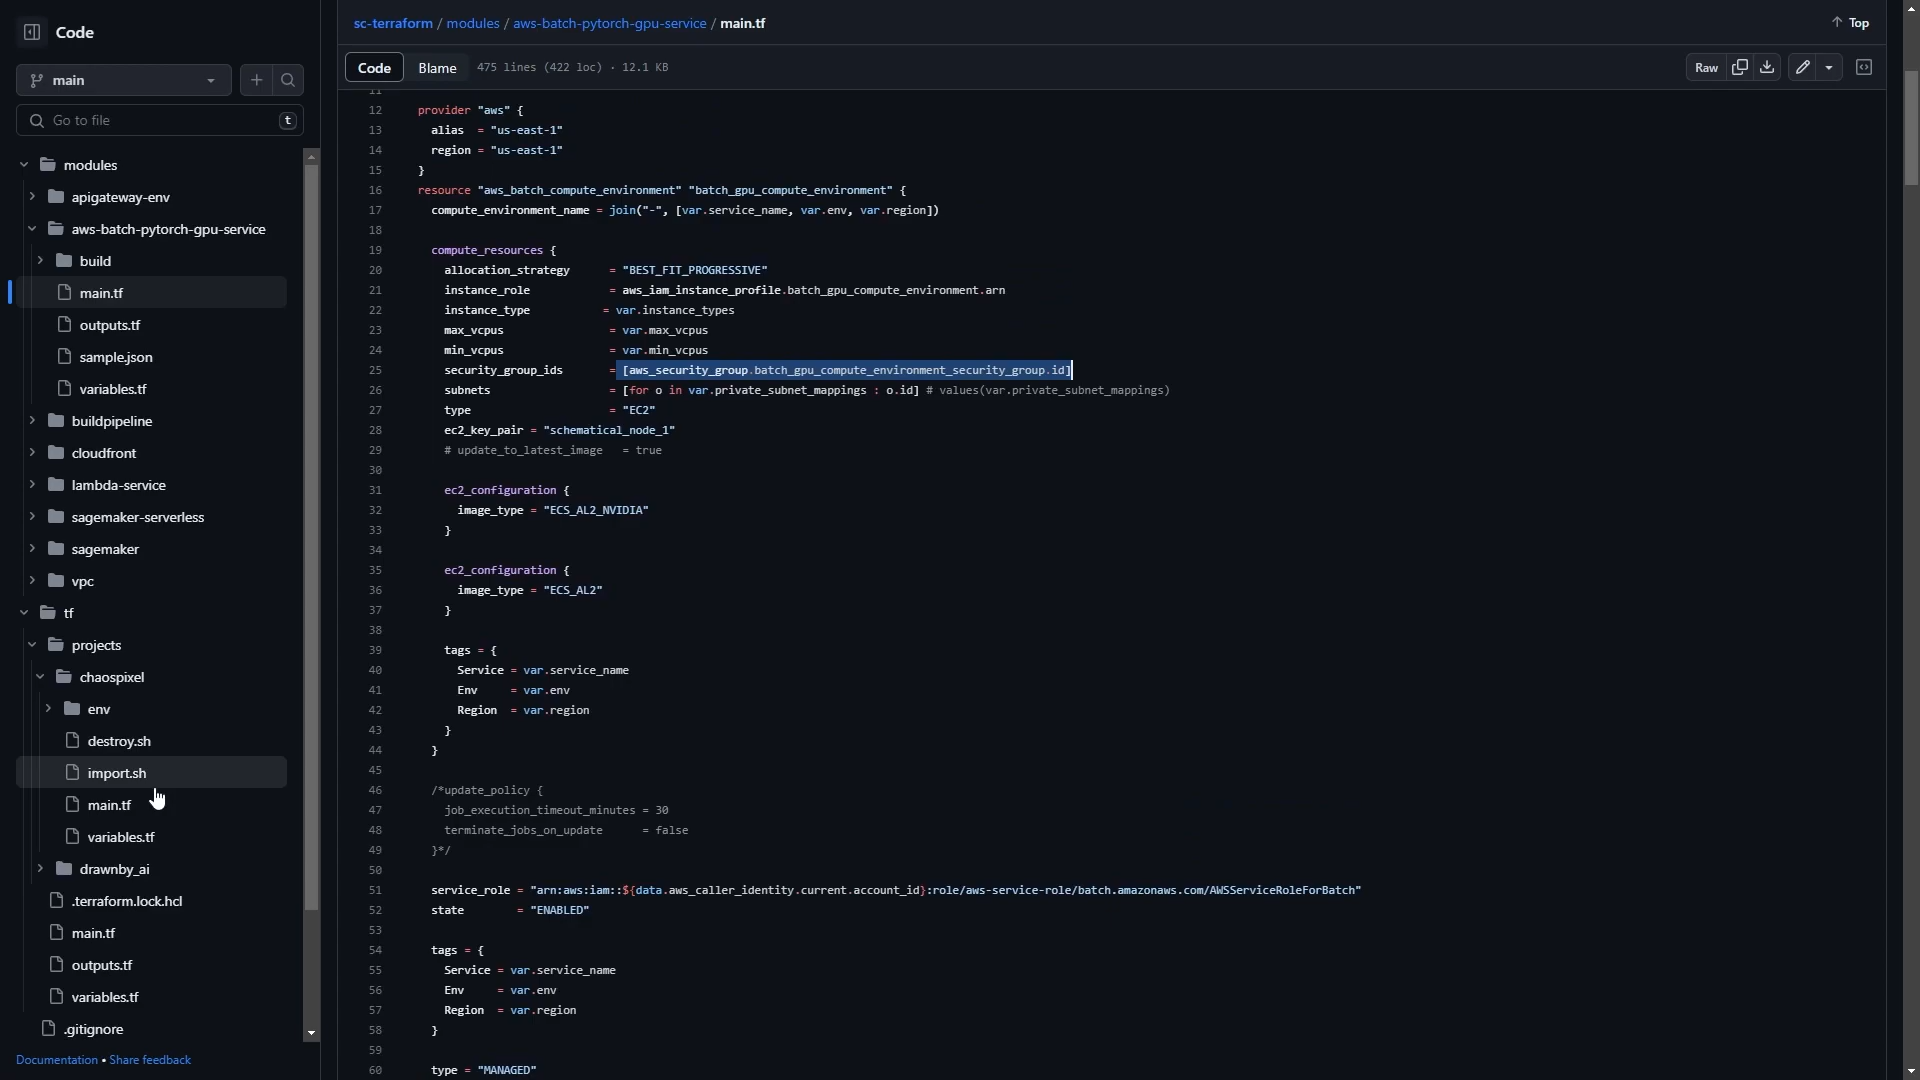 Code
main
Go to file
t
modules
apigateway-env
aws-batch-pytorch-gpu-service
build
main.tf
outputs.tf
sample.json
variables.tf
buildpipeline
cloudfront
lambda-service
sagemaker-serverless
sagemaker
vpc
tf
projects
chaospixel
env
destroy.sh
import.sh
main.tf
variables.tf
drawnby_ai
.terraform.lock.hcl
main.tf
outputs.tf
variables.tf
.gitignore
Documentation • Share feedback
sc-terraform / modules / aws-batch-pytorch-gpu-service / main.tf
Top
Code Blame 475 lines (422 loc) · 12.1 KB
Raw
11
12 provider "aws" {
13 alias = "us-east-1"
14 region = "us-east-1"
15 }
16 resource "aws_batch_compute_environment" "batch_gpu_compute_environment" {
17 compute_environment_name = join("-", [var.service_name, var.env, var.region])
18
19 compute_resources {
20 allocation_strategy = "BEST_FIT_PROGRESSIVE"
21 instance_role = aws_iam_instance_profile.batch_gpu_compute_environment.arn
22 instance_type = var.instance_types
23 max_vcpus = var.max_vcpus
24 min_vcpus = var.min_vcpus
25 security_group_ids = [aws_security_group.batch_gpu_compute_environment_security_group.id]
26 subnets = [for o in var.private_subnet_mappings : o.id] # values(var.private_subnet_mappings)
27 type = "EC2"
28 ec2_key_pair = "schematical_node_1"
29 # update_to_latest_image = true
30
31 ec2_configuration {
32 image_type = "ECS_AL2_NVIDIA"
33 }
34
35 ec2_configuration {
36 image_type = "ECS_AL2"
37 }
38
39 tags = {
40 Service = var.service_name
41 Env = var.env
42 Region = var.region
43 }
44 }
45
46 /*update_policy {
47 job_execution_timeout_minutes = 30
48 terminate_jobs_on_update = false
49 }*/
50
51 service_role = "arn:aws:iam::${data.aws_caller_identity.current.account_id}:role/aws-service-role/batch.amazonaws.com/AWSServiceRoleForBatch"
52 state = "ENABLED"
53
54 tags = {
55 Service = var.service_name
56 Env = var.env
57 Region = var.region
58 }
59
60 type = "MANAGED"